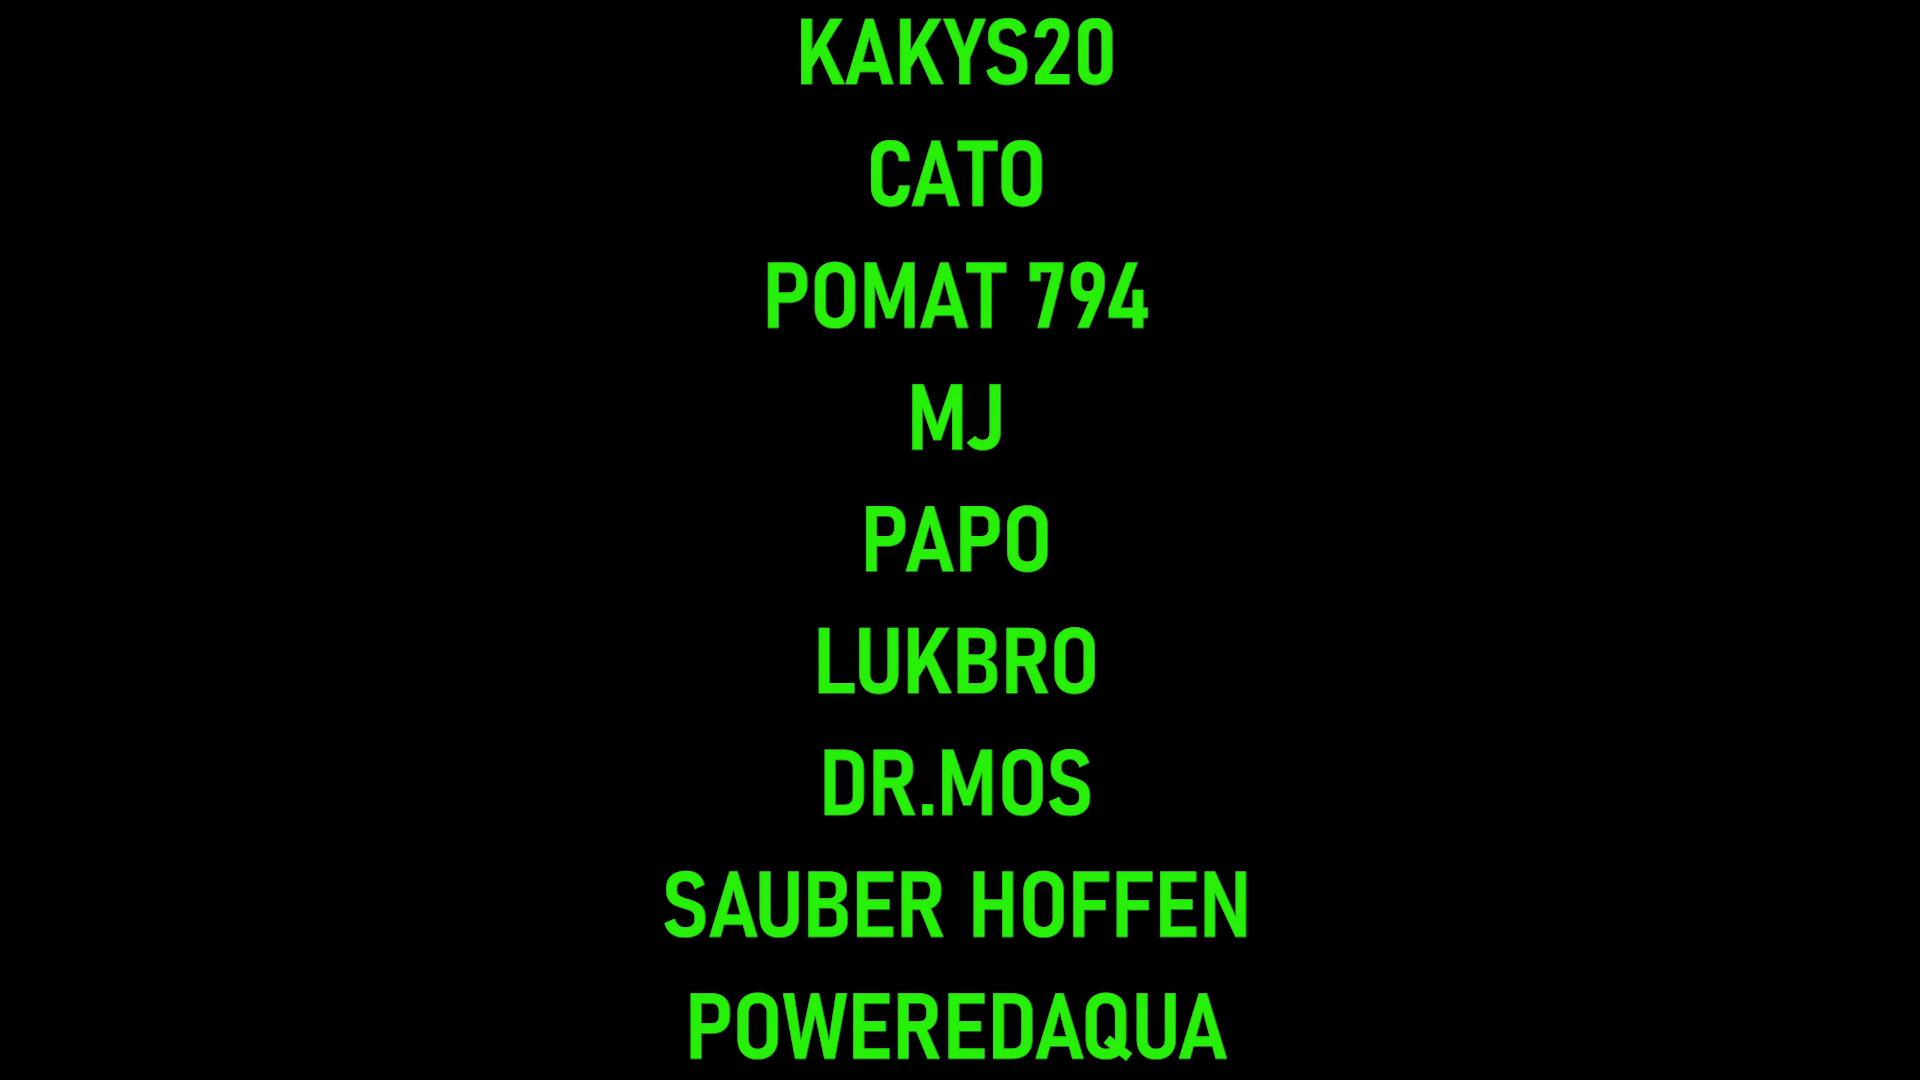 KAKYS20
CATO
POMAT 794
MJ
PAPO
LUKBRO
DR.MOS
SAUBER HOFFEN
POWEREDAQUA